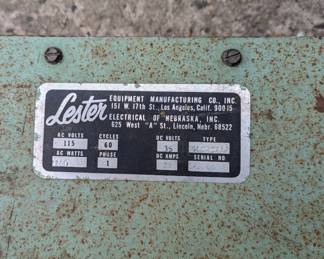 Lester
EQUIPMENT MANUFACTURING CO., INC.
151 W. 17th St., Los Angeles, Calif. 90015
ELECTRICAL OF NEBRASKA, INC.
625 West "A" St., Lincoln, Nebr. 68522
AC VOLTS CYCLES DC VOLTS TYPE
115 60 36
AC WATTS PHASE DC AMPS. SERIAL NO.
1